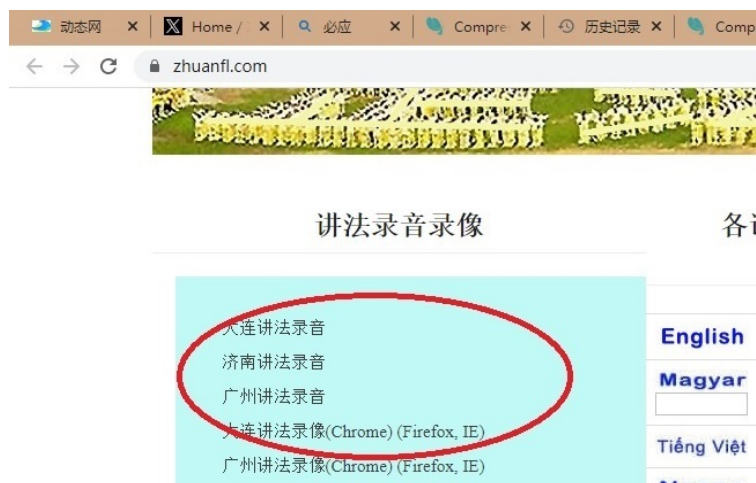 动态网
Home /
必应
Compre
历史记录
Comp
zhuanfl.com
讲法录音录像
各
大连讲法录音
济南讲法录音
广州讲法录音
大连讲法录像(Chrome) (Firefox, IE)
广州讲法录像(Chrome) (Firefox, IE)
English
Magyar
Tiếng Việt